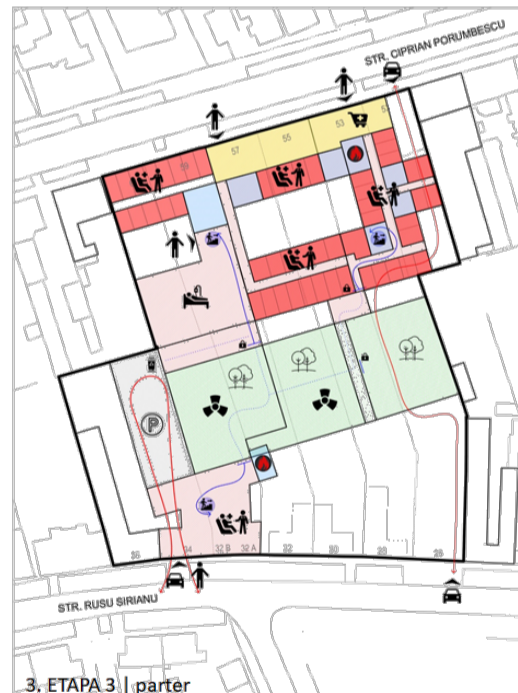 STR. CIPRIAN PORUMBESCU
53
55
57
59
P
36
34
32 B
32 A
32
30
28
26
STR. RUSU SIRIANU
3. ETAPA 3 | parter